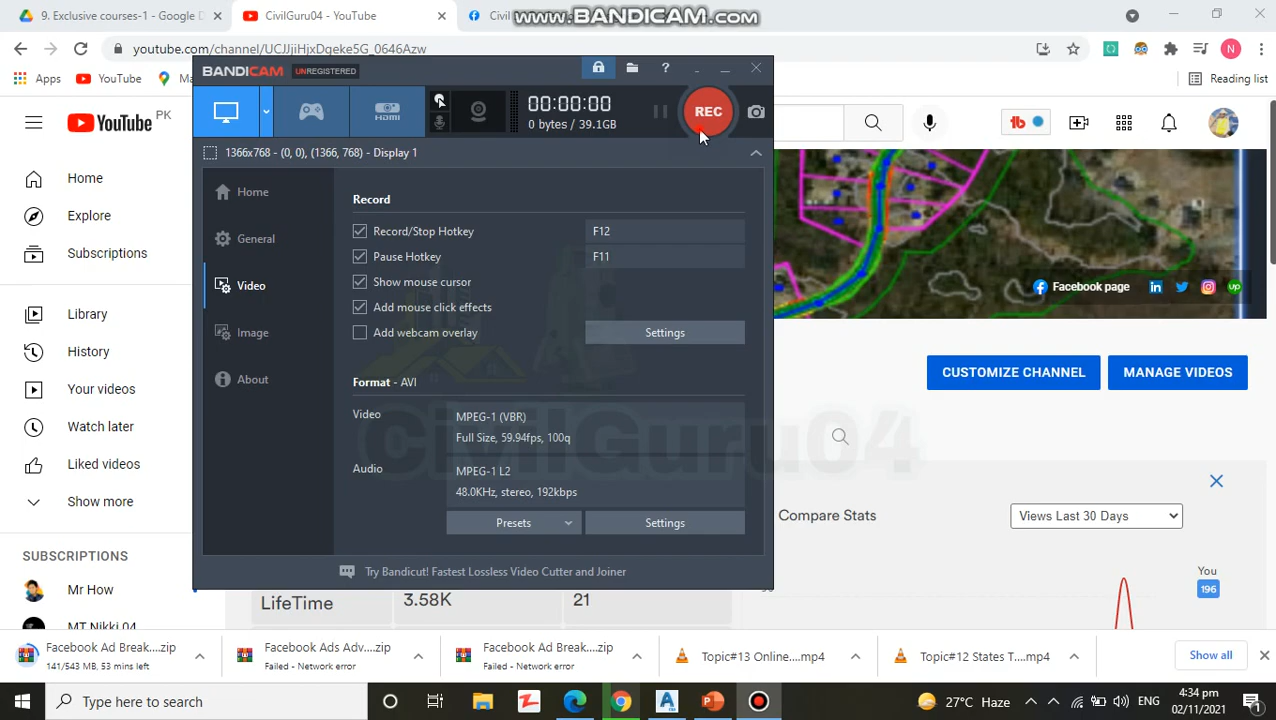 9. Exclusive courses-1 - Google D
CivilGuru04 - YouTube
Civil
www.BANDICAM.com
youtube.com/channel/UCJJjiHjxDqeke5G_0646Azw
N
Apps
YouTube
Ma
Reading list
BANDICAM UNREGISTERED
YouTube PK
HDMI
00:00:00
0 bytes / 39.1GB
REC
1366x768 - (0, 0), (1366, 768) - Display 1
Home
Explore
Subscriptions
Library
History
Your videos
Watch later
Liked videos
Show more
SUBSCRIPTIONS
Mr How
MT Nikki 04
Home
General
Video
Image
About
Record
Record/Stop Hotkey F12
Pause Hotkey F11
Show mouse cursor
Add mouse click effects
Add webcam overlay Settings
Format - AVI
Video
MPEG-1 (VBR)
Full Size, 59.94fps, 100q
Audio
MPEG-1 L2
48.0KHz, stereo, 192kbps
Presets Settings
Try Bandicut! Fastest Lossless Video Cutter and Joiner
CivilGuru04
Facebook page
CUSTOMIZE CHANNEL MANAGE VIDEOS
Compare Stats Views Last 30 Days
You
196
LifeTime 3.58K 21
Facebook Ad Break....zip
141/543 MB, 53 mins left
Facebook Ads Adv....zip
Failed - Network error
Facebook Ad Break....zip
Failed - Network error
Topic#13 Online....mp4
Topic#12 States T....mp4
Show all
Type here to search
27°C Haze
ENG
4:34 pm
02/11/2021